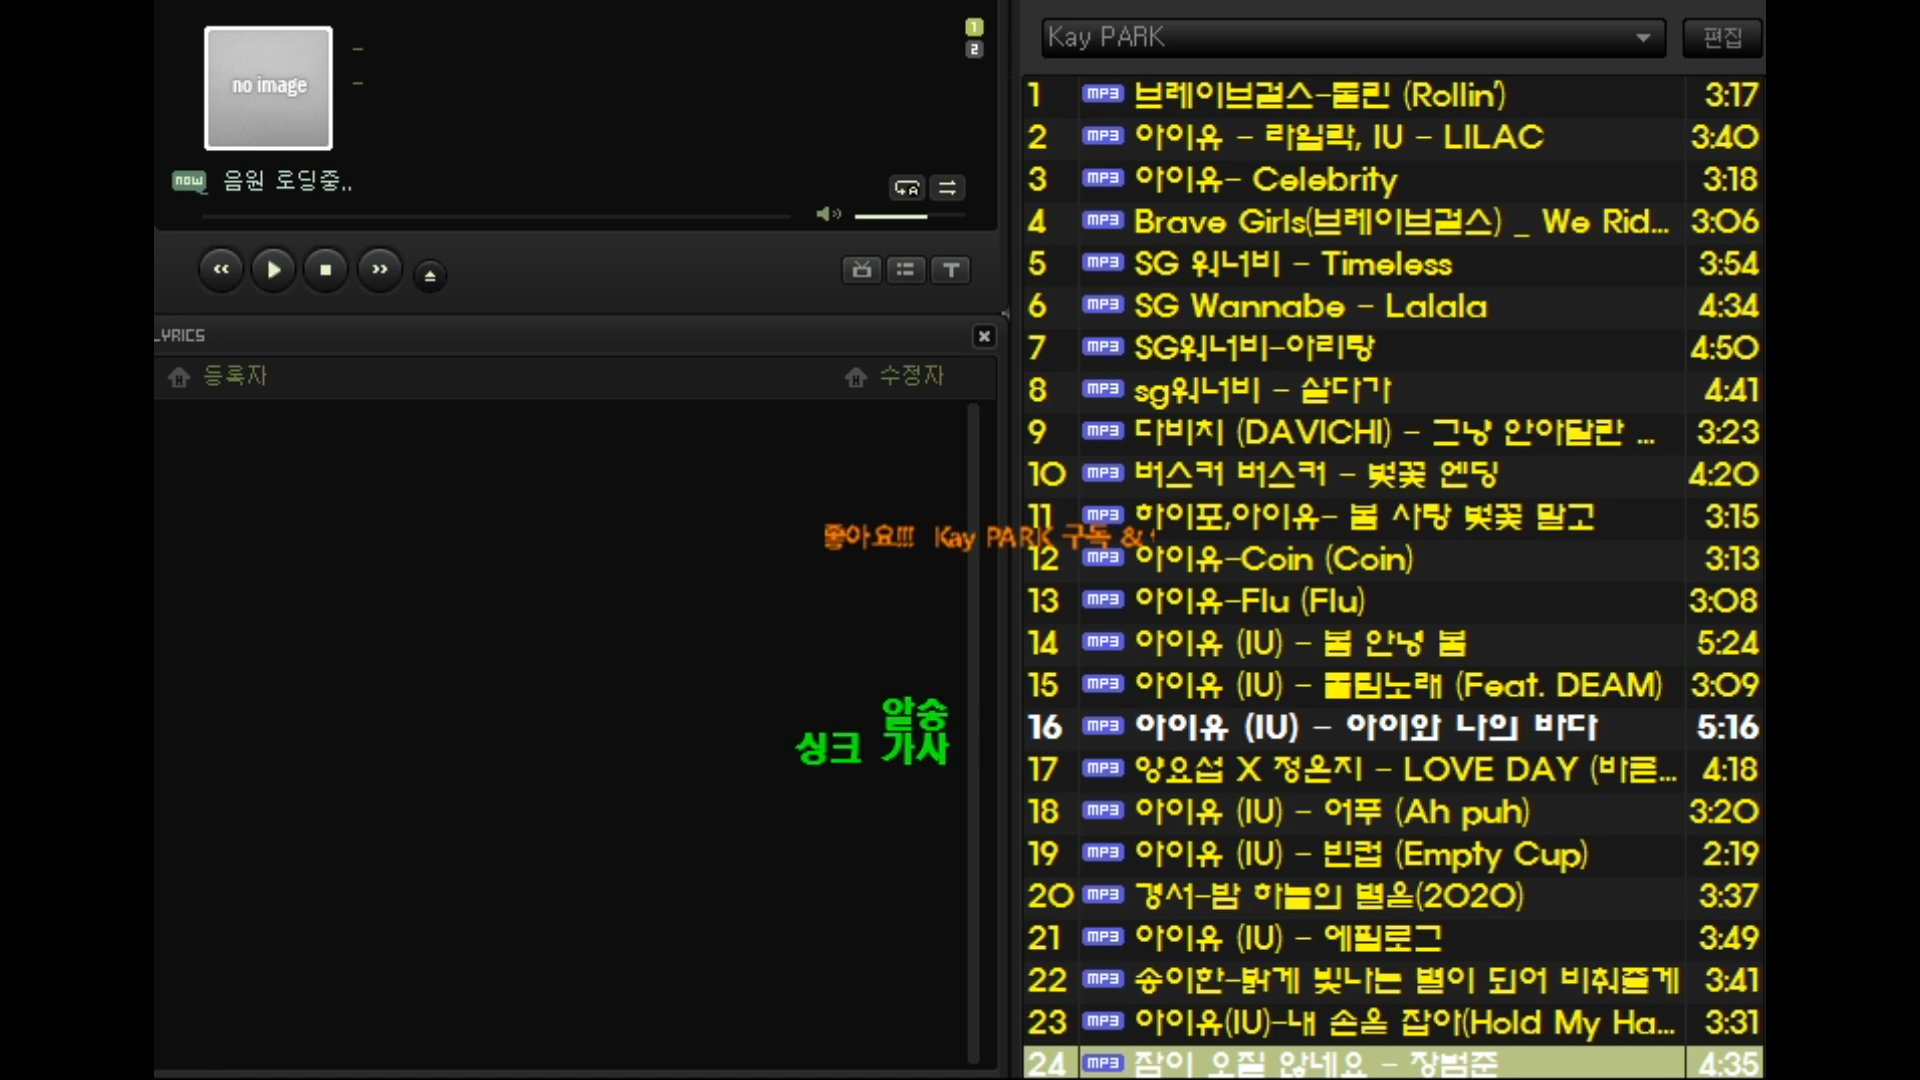 no image
–
–
1
2
now 음원 로딩중..
LYRICS
등록자
수정자
좋아요!!! Kay PARK 구독 &
알송
싱크 가사
Kay PARK
편집
1 MP3 브레이브걸스-롤린 (Rollin') 3:17
2 MP3 아이유 - 라일락, IU - LILAC 3:40
3 MP3 아이유- Celebrity 3:18
4 MP3 Brave Girls(브레이브걸스) _ We Rid... 3:06
5 MP3 SG 워너비 - Timeless 3:54
6 MP3 SG Wannabe - Lalala 4:34
7 MP3 SG워너비-아리랑 4:50
8 MP3 sg워너비 - 살다가 4:41
9 MP3 다비치 (DAVICHI) - 그냥 안아달란 ... 3:23
10 MP3 버스커 버스커 - 벚꽃 엔딩 4:20
11 MP3 하이포,아이유- 봄 사랑 벚꽃 말고 3:15
12 MP3 아이유-Coin (Coin) 3:13
13 MP3 아이유-Flu (Flu) 3:08
14 MP3 아이유 (IU) - 봄 안녕 봄 5:24
15 MP3 아이유 (IU) - 돌림노래 (Feat. DEAM) 3:09
16 MP3 아이유 (IU) - 아이와 나의 바다 5:16
17 MP3 양요섭 X 정은지 - LOVE DAY (바른... 4:18
18 MP3 아이유 (IU) - 어푸 (Ah puh) 3:20
19 MP3 아이유 (IU) - 빈컵 (Empty Cup) 2:19
20 MP3 경서-밤 하늘의 별을(2020) 3:37
21 MP3 아이유 (IU) - 에필로그 3:49
22 MP3 송이한-밝게 빛나는 별이 되어 비춰줄게 3:41
23 MP3 아이유(IU)-내 손을 잡아(Hold My Ha... 3:31
24 MP3 잠이 오질 않네요 - 장범준 4:35